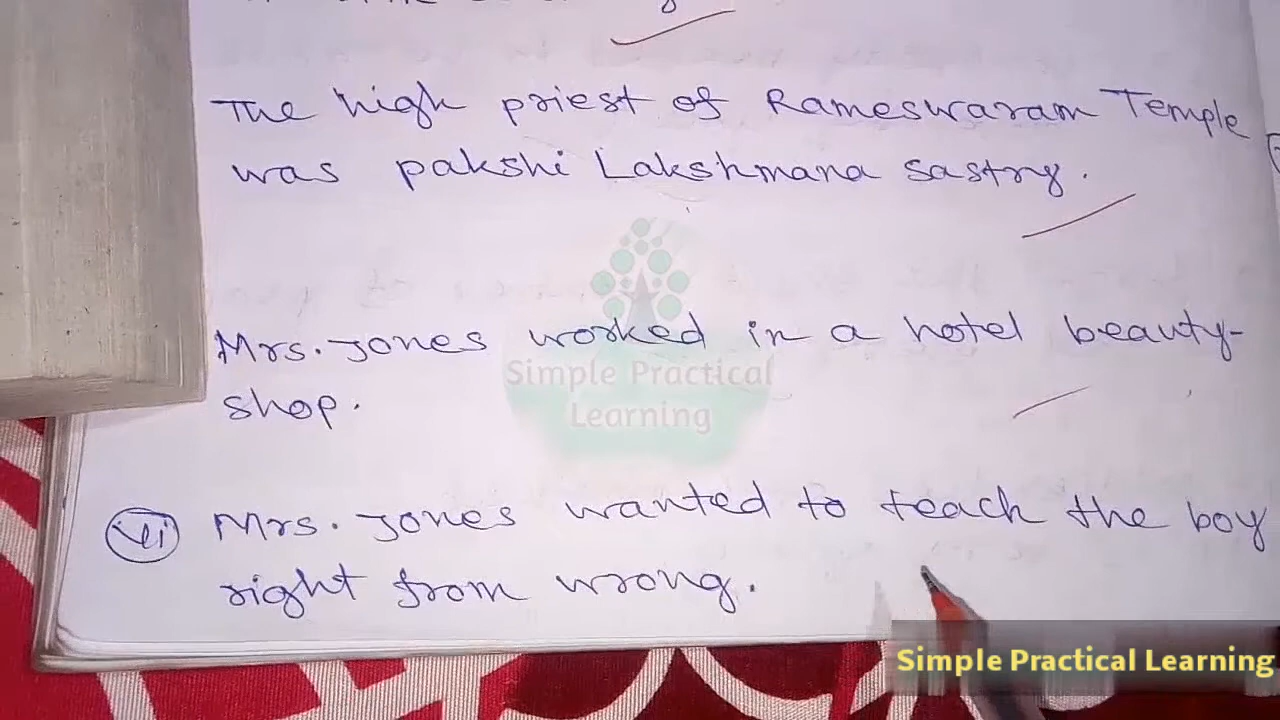 The high priest of Rameswaram Temple
was pakshi Lakshmana sastry.
Mrs. Jones worked in a hotel beauty-
shop.
Simple Practical
Learning
vi Mrs. Jones wanted to teach the boy
right from wrong.
Simple Practical Learning